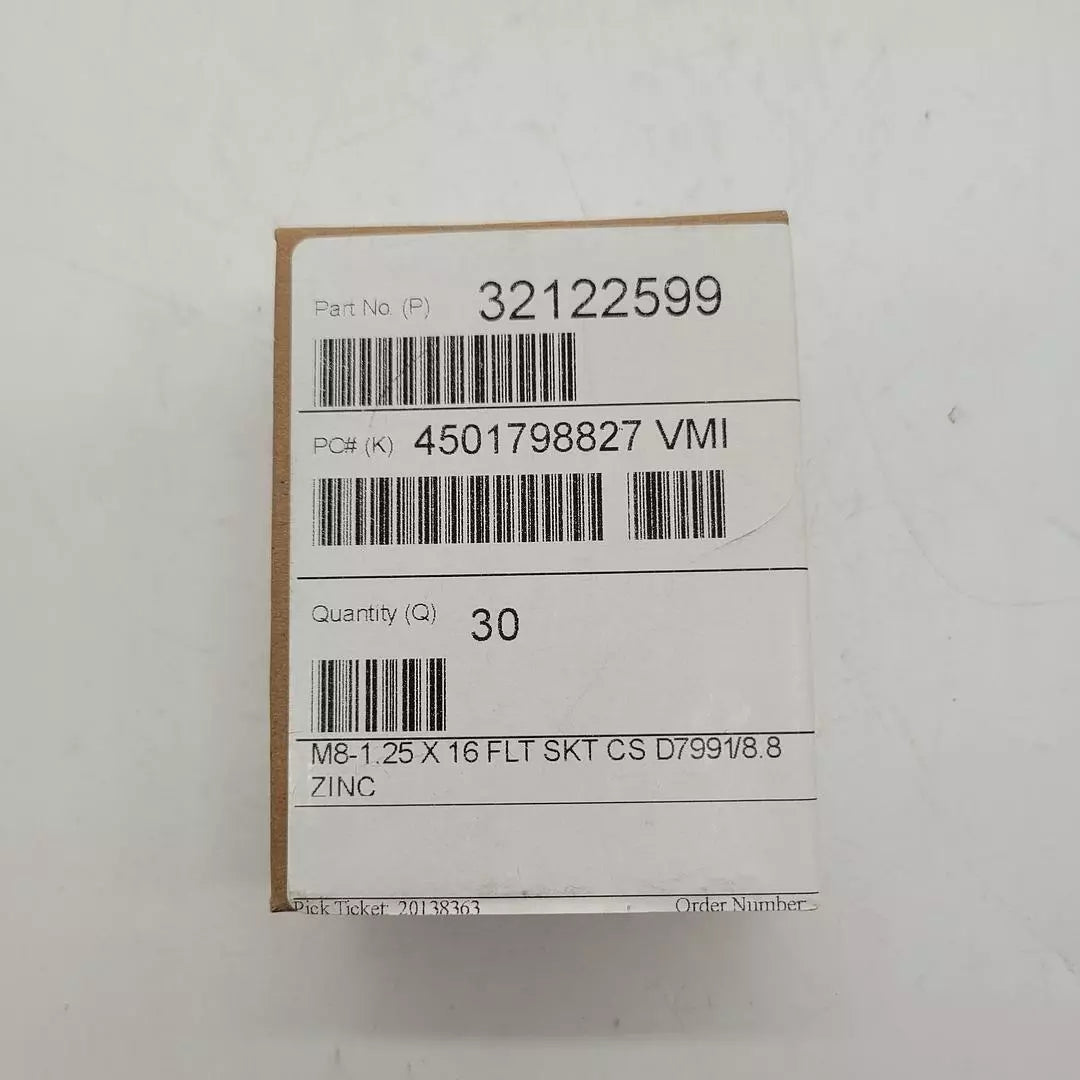 Part No. (P) 32122599
PO# (K) 4501798827 VMI
Quantity (Q) 30
M8-1.25 X 16 FLT SKT CS D7991/8.8
ZINC
Pick Ticket: 20138363 Order Number: